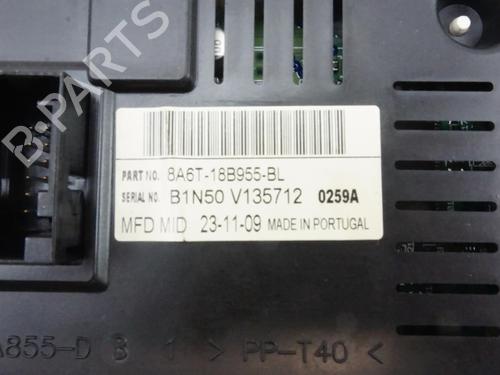 B-PARTS
PART NO. 8A6T-18B955-BL
SERIAL NO. B1N50 V135712 0259A
MFD MID 23-11-09 MADE IN PORTUGAL
A855-D B 1 > PP-T40 <